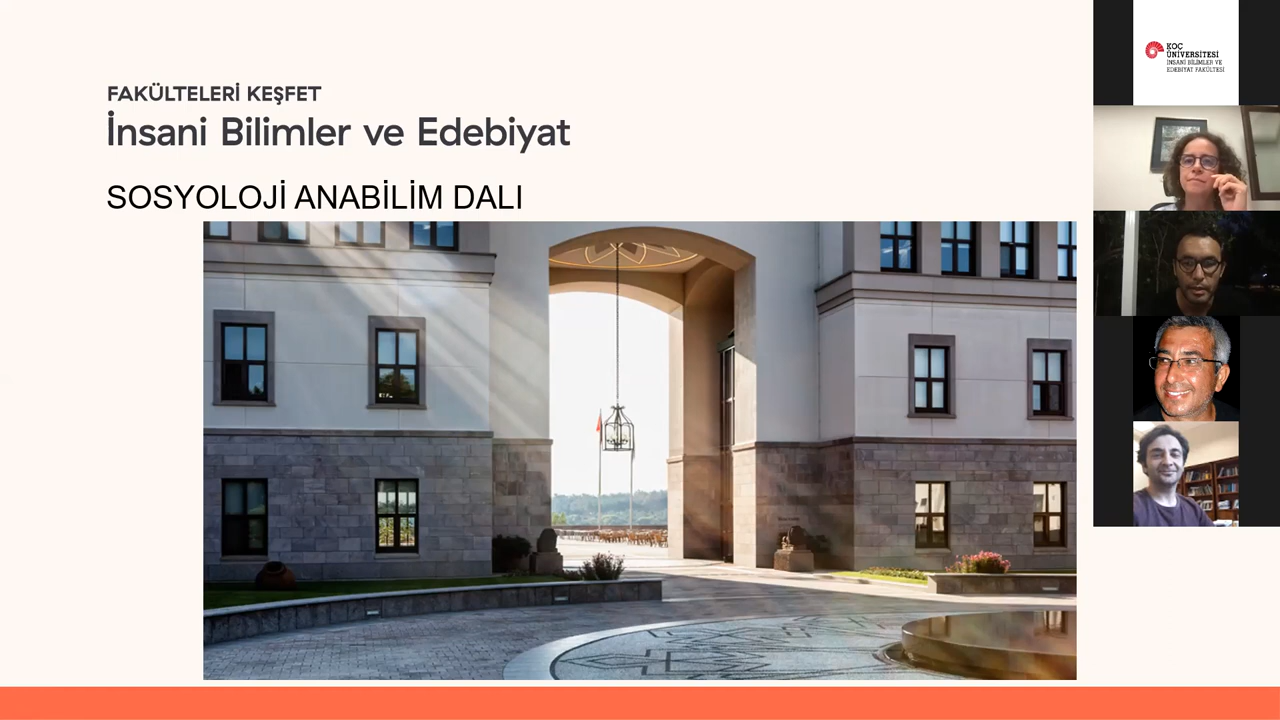 FAKÜLTELERİ KEŞFET
İnsani Bilimler ve Edebiyat
SOSYOLOJİ ANABİLİM DALI
KOÇ
ÜNİVERSİTESİ
İNSANİ BİLİMLER VE
EDEBİYAT FAKÜLTESİ